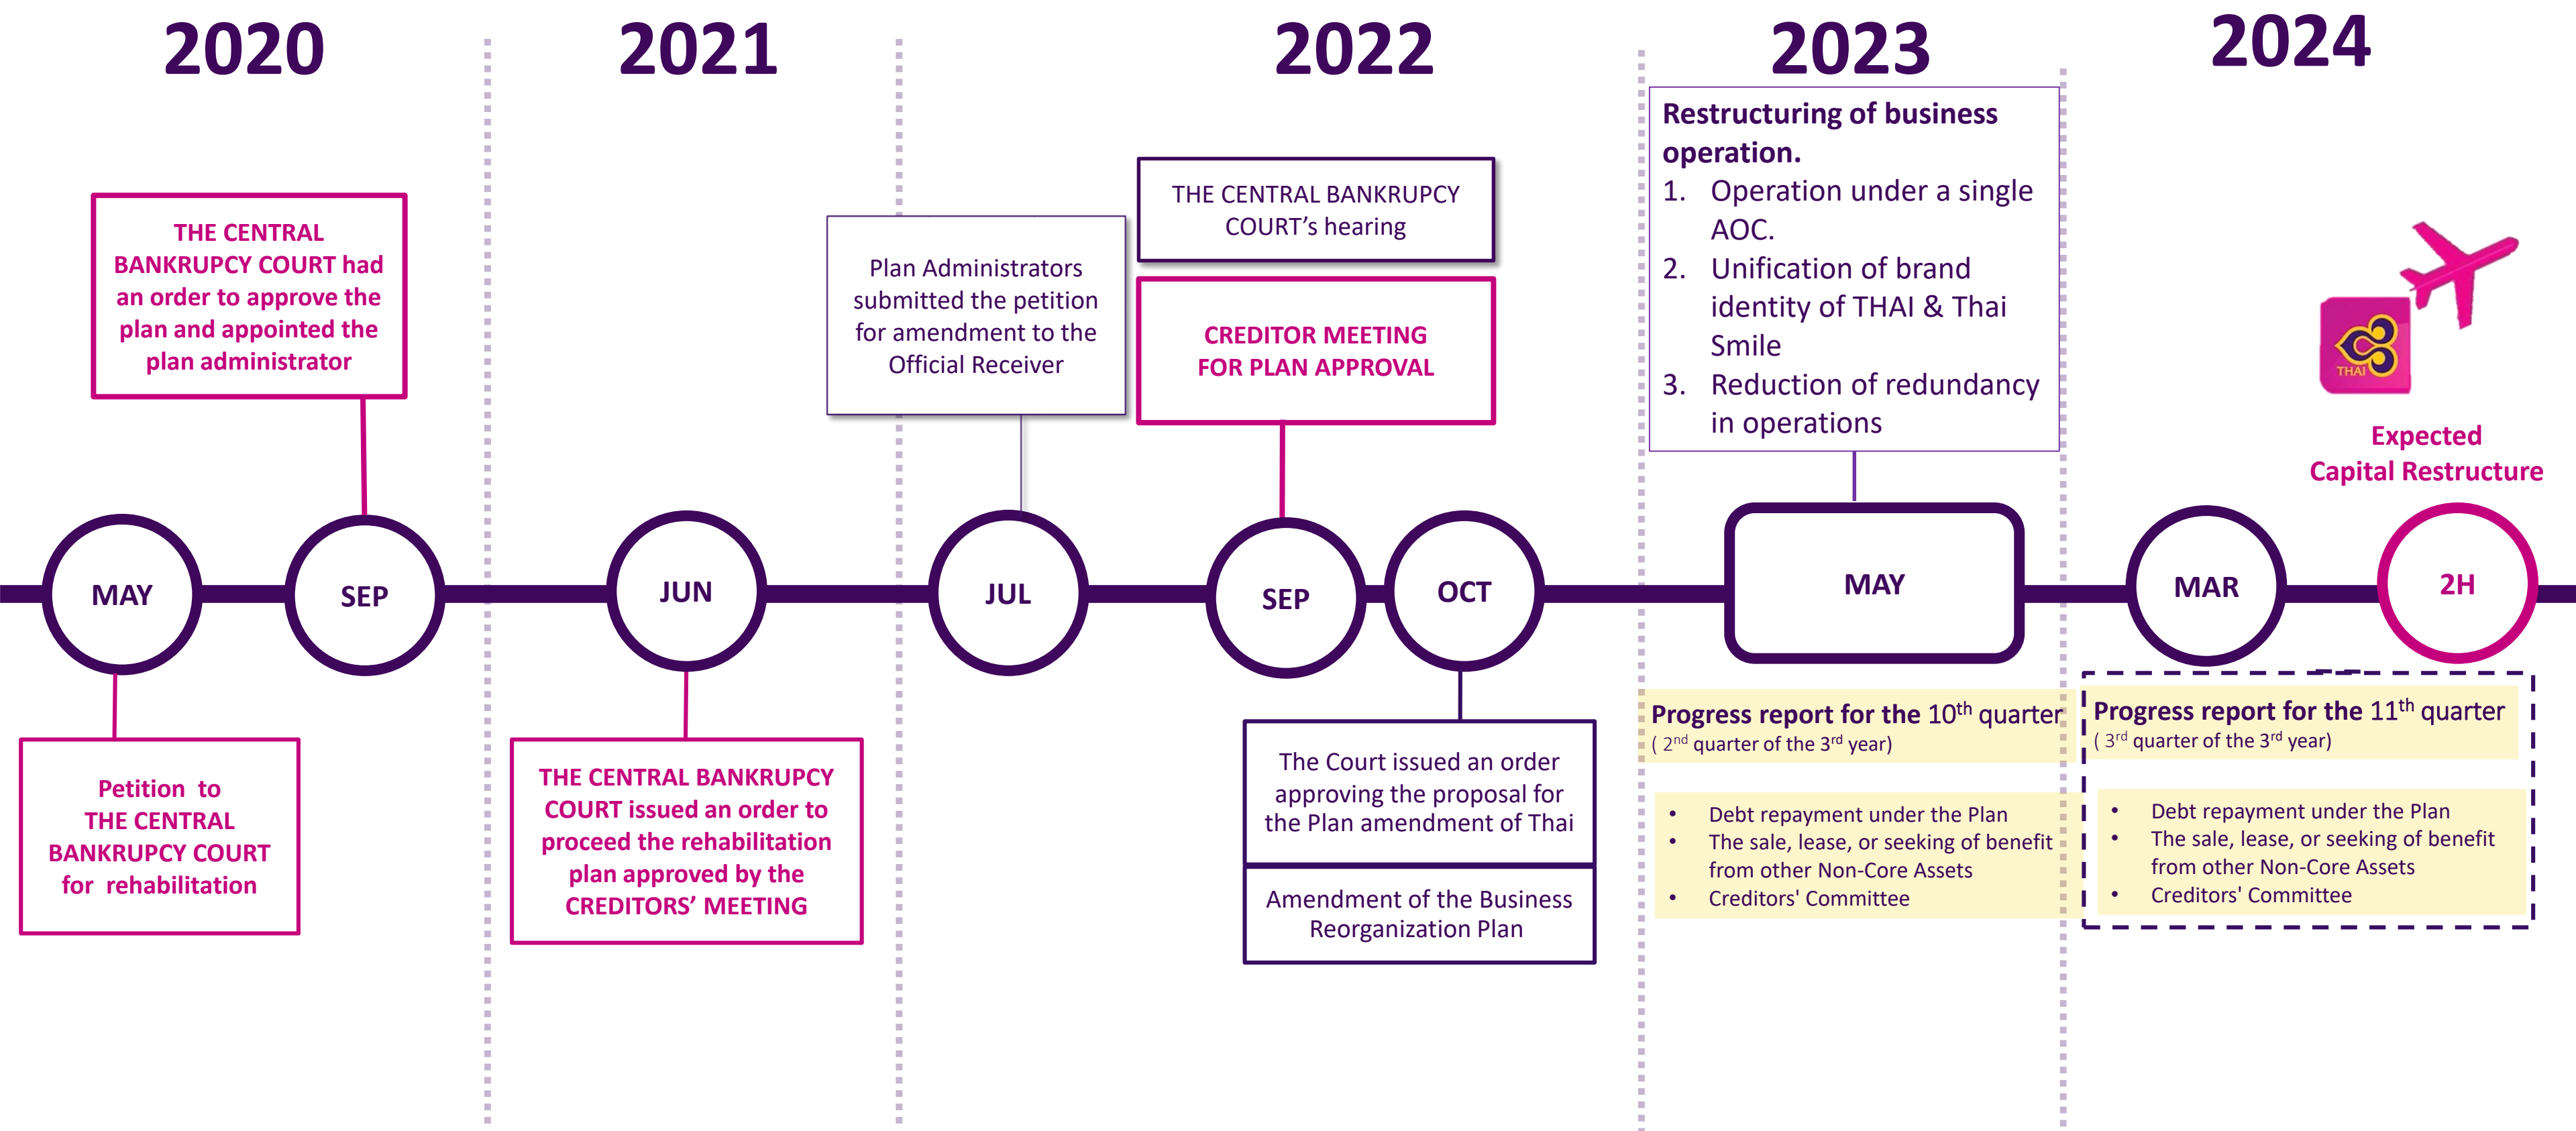 2020
2021
2022
2023
2024
THE CENTRAL
BANKRUPCY COURT had
an order to approve the
plan and appointed the
plan administrator
Plan Administrators
submitted the petition
for amendment to the
Official Receiver
THE CENTRAL BANKRUPCY
COURT’s hearing
CREDITOR MEETING
FOR PLAN APPROVAL
Restructuring of business
operation.
1. Operation under a single
AOC.
2. Unification of brand
identity of THAI & Thai
Smile
3. Reduction of redundancy
in operations
THAI
Expected
Capital Restructure
MAY
SEP
JUN
JUL
SEP
OCT
MAY
MAR
2H
Petition to
THE CENTRAL
BANKRUPCY COURT
for rehabilitation
THE CENTRAL BANKRUPCY
COURT issued an order to
proceed the rehabilitation
plan approved by the
CREDITORS’ MEETING
The Court issued an order
approving the proposal for
the Plan amendment of Thai
Amendment of the Business
Reorganization Plan
Progress report for the 10th quarter
( 2nd quarter of the 3rd year)
• Debt repayment under the Plan
• The sale, lease, or seeking of benefit
from other Non-Core Assets
• Creditors' Committee
Progress report for the 11th quarter
( 3rd quarter of the 3rd year)
• Debt repayment under the Plan
• The sale, lease, or seeking of benefit
from other Non-Core Assets
• Creditors' Committee